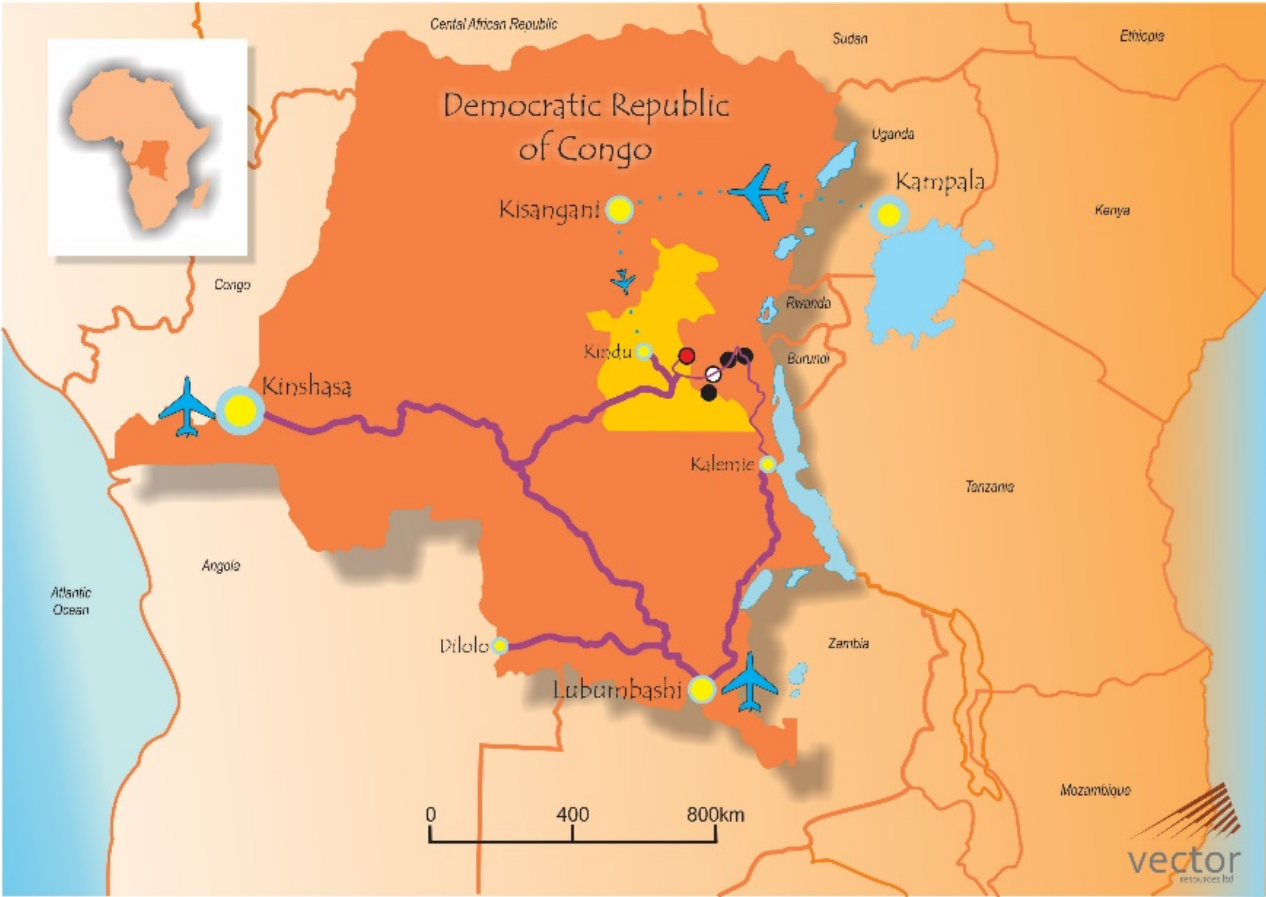 Cental African Republic
Sudan
Ethiopia
Democratic Republic
of Congo
Uganda
Kampala
Kisangani
Kenya
Congo
Rwanda
Kindu
Burundi
Kinshasa
Kalemie
Tanzania
Angola
Atlantic
Ocean
Dilolo
Zambia
Lubumbashi
Mozambique
0 400 800km
vector
resources ltd